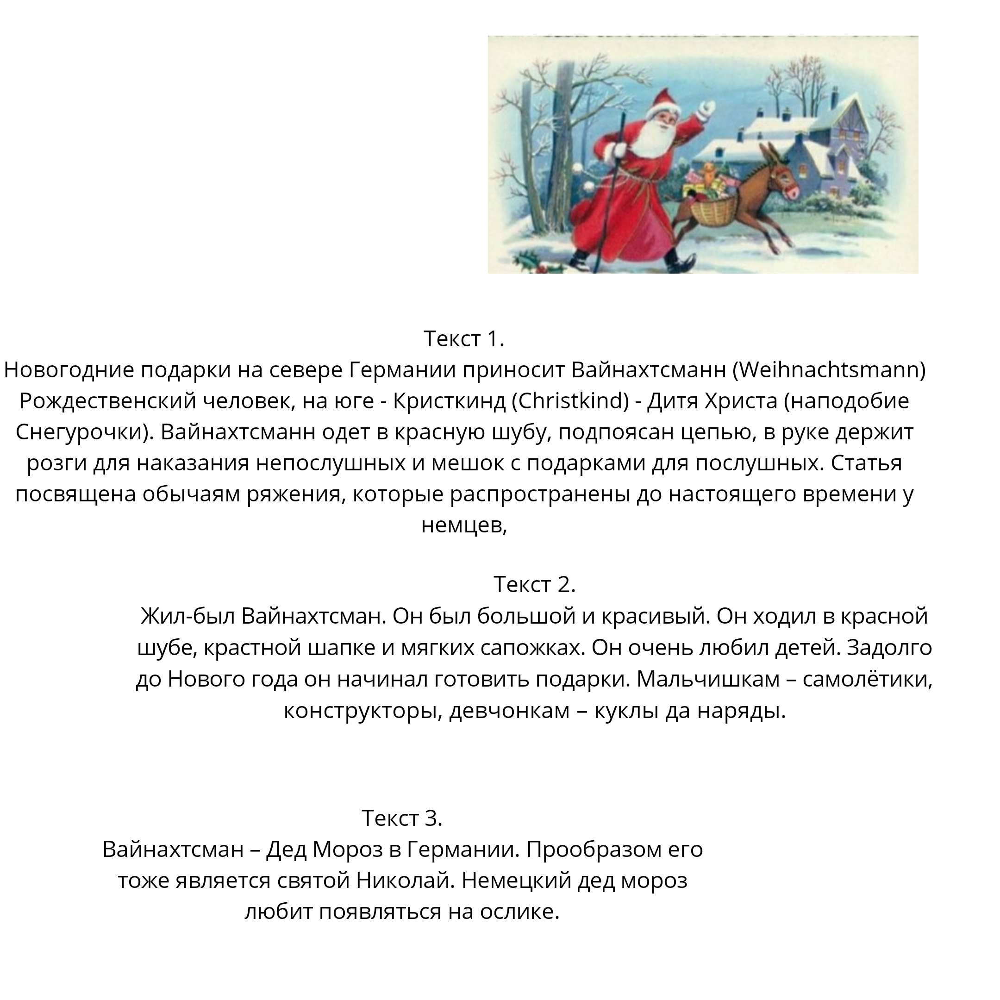 Текст 1.
Новогодние подарки на севере Германии приносит Вайнахтсманн (Weihnachtsmann)
Рождественский человек, на юге - Кристкинд (Christkind) - Дитя Христа (наподобие
Снегурочки). Вайнахтсманн одет в красную шубу, подпоясан цепью, в руке держит
розги для наказания непослушных и мешок с подарками для послушных. Статья
посвящена обычаям ряжения, которые распространены до настоящего времени у
немцев,
Текст 2.
Жил-был Вайнахтсман. Он был большой и красивый. Он ходил в красной
шубе, крастной шапке и мягких сапожках. Он очень любил детей. Задолго
до Нового года он начинал готовить подарки. Мальчишкам – самолётики,
конструкторы, девчонкам – куклы да наряды.
Текст 3.
Вайнахтсман – Дед Мороз в Германии. Прообразом его
тоже является святой Николай. Немецкий дед мороз
любит появляться на ослике.